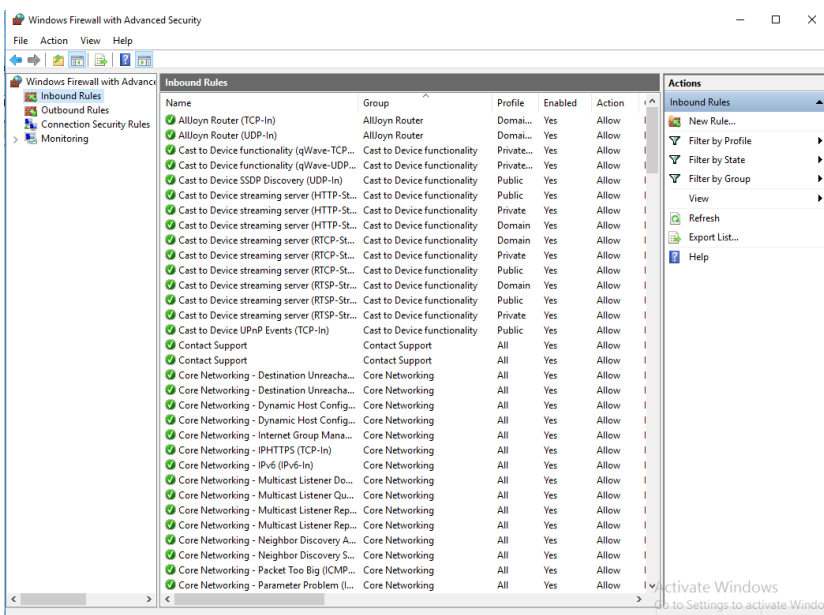 Windows Firewall with Advanced Security
File Action View Help
Windows Firewall with Advance
Inbound Rules
Outbound Rules
Connection Security Rules
Monitoring
Inbound Rules
Name Group Profile Enabled Action
AllJoyn Router (TCP-In) AllJoyn Router Domai... Yes Allow
AllJoyn Router (UDP-In) AllJoyn Router Domai... Yes Allow
Cast to Device functionality (qWave-TCP... Cast to Device functionality Private... Yes Allow
Cast to Device functionality (qWave-UDP... Cast to Device functionality Private... Yes Allow
Cast to Device SSDP Discovery (UDP-In) Cast to Device functionality Public Yes Allow
Cast to Device streaming server (HTTP-St... Cast to Device functionality Public Yes Allow
Cast to Device streaming server (HTTP-St... Cast to Device functionality Private Yes Allow
Cast to Device streaming server (HTTP-St... Cast to Device functionality Domain Yes Allow
Cast to Device streaming server (RTCP-St... Cast to Device functionality Domain Yes Allow
Cast to Device streaming server (RTCP-St... Cast to Device functionality Private Yes Allow
Cast to Device streaming server (RTCP-St... Cast to Device functionality Public Yes Allow
Cast to Device streaming server (RTSP-Str... Cast to Device functionality Domain Yes Allow
Cast to Device streaming server (RTSP-Str... Cast to Device functionality Public Yes Allow
Cast to Device streaming server (RTSP-Str... Cast to Device functionality Private Yes Allow
Cast to Device UPnP Events (TCP-In) Cast to Device functionality Public Yes Allow
Contact Support Contact Support All Yes Allow
Contact Support Contact Support All Yes Allow
Core Networking - Destination Unreacha... Core Networking All Yes Allow
Core Networking - Destination Unreacha... Core Networking All Yes Allow
Core Networking - Dynamic Host Config... Core Networking All Yes Allow
Core Networking - Dynamic Host Config... Core Networking All Yes Allow
Core Networking - Internet Group Mana... Core Networking All Yes Allow
Core Networking - IPHTTPS (TCP-In) Core Networking All Yes Allow
Core Networking - IPv6 (IPv6-In) Core Networking All Yes Allow
Core Networking - Multicast Listener Do... Core Networking All Yes Allow
Core Networking - Multicast Listener Qu... Core Networking All Yes Allow
Core Networking - Multicast Listener Rep... Core Networking All Yes Allow
Core Networking - Multicast Listener Rep... Core Networking All Yes Allow
Core Networking - Neighbor Discovery A... Core Networking All Yes Allow
Core Networking - Neighbor Discovery S... Core Networking All Yes Allow
Core Networking - Packet Too Big (ICMP... Core Networking All Yes Allow
Core Networking - Parameter Problem (I... Core Networking All Yes Allow
Actions
Inbound Rules
New Rule...
Filter by Profile
Filter by State
Filter by Group
View
Refresh
Export List...
Help
Activate Windows
Go to Settings to activate Windo